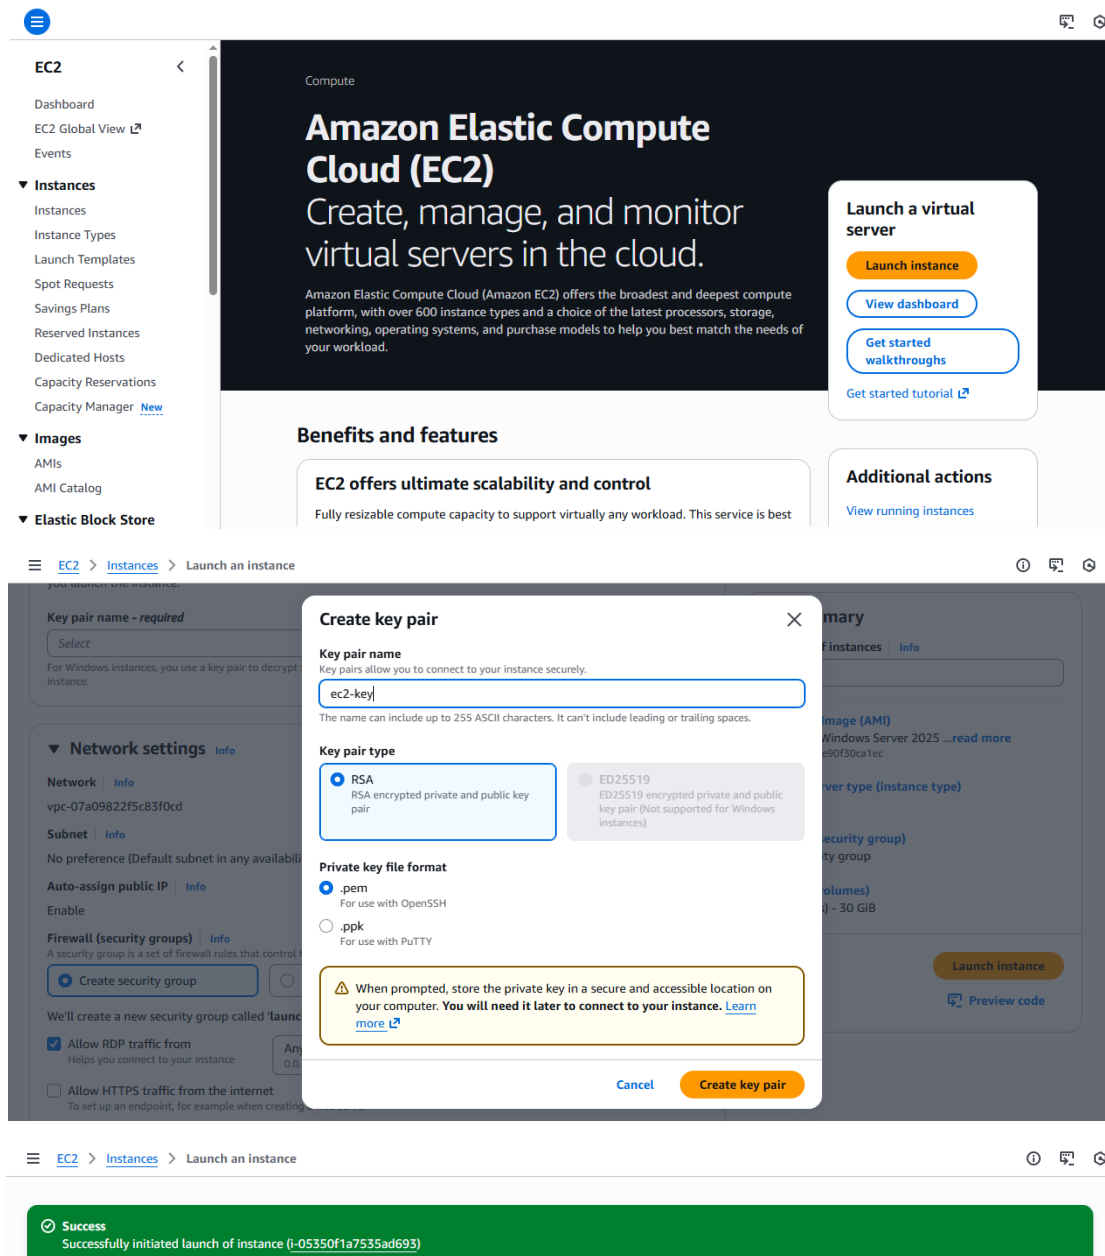 EC2
Dashboard
EC2 Global View
Events
Instances
Instances
Instance Types
Launch Templates
Spot Requests
Savings Plans
Reserved Instances
Dedicated Hosts
Capacity Reservations
Capacity Manager New
Images
AMIs
AMI Catalog
Elastic Block Store
Compute
Amazon Elastic Compute
Cloud (EC2)
Create, manage, and monitor
virtual servers in the cloud.
Amazon Elastic Compute Cloud (Amazon EC2) offers the broadest and deepest compute
platform, with over 600 instance types and a choice of the latest processors, storage,
networking, operating systems, and purchase models to help you best match the needs of
your workload.
Launch a virtual
server
Launch instance
View dashboard
Get started
walkthroughs
Get started tutorial
Benefits and features
EC2 offers ultimate scalability and control
Fully resizable compute capacity to support virtually any workload. This service is best
Additional actions
View running instances
EC2 > Instances > Launch an instance
you launch the instance.
Key pair name - required
Select
For Windows instances, you use a key pair to decrypt
instance.
Network settings Info
Network Info
vpc-07a09822f5c83f0cd
Subnet Info
No preference (Default subnet in any availabili
Auto-assign public IP Info
Enable
Firewall (security groups) Info
A security group is a set of firewall rules that control t
Create security group
We'll create a new security group called 'launc
Allow RDP traffic from
Helps you connect to your instance
Any
0.0.
Allow HTTPS traffic from the internet
To set up an endpoint, for example when creating
Create key pair
Key pair name
Key pairs allow you to connect to your instance securely.
ec2-key
The name can include up to 255 ASCII characters. It can't include leading or trailing spaces.
Key pair type
RSA
RSA encrypted private and public key
pair
ED25519
ED25519 encrypted private and public
key pair (Not supported for Windows
instances)
Private key file format
.pem
For use with OpenSSH
.ppk
For use with PuTTY
When prompted, store the private key in a secure and accessible location on
your computer. You will need it later to connect to your instance. Learn
more
Cancel
Create key pair
mary
f instances Info
Image (AMI)
Windows Server 2025 ...read more
e90f30ca1ec
rver type (instance type)
ecurity group)
ity group
olumes)
) - 30 GiB
Launch instance
Preview code
EC2 > Instances > Launch an instance
Success
Successfully initiated launch of instance (i-05350f1a7535ad693)